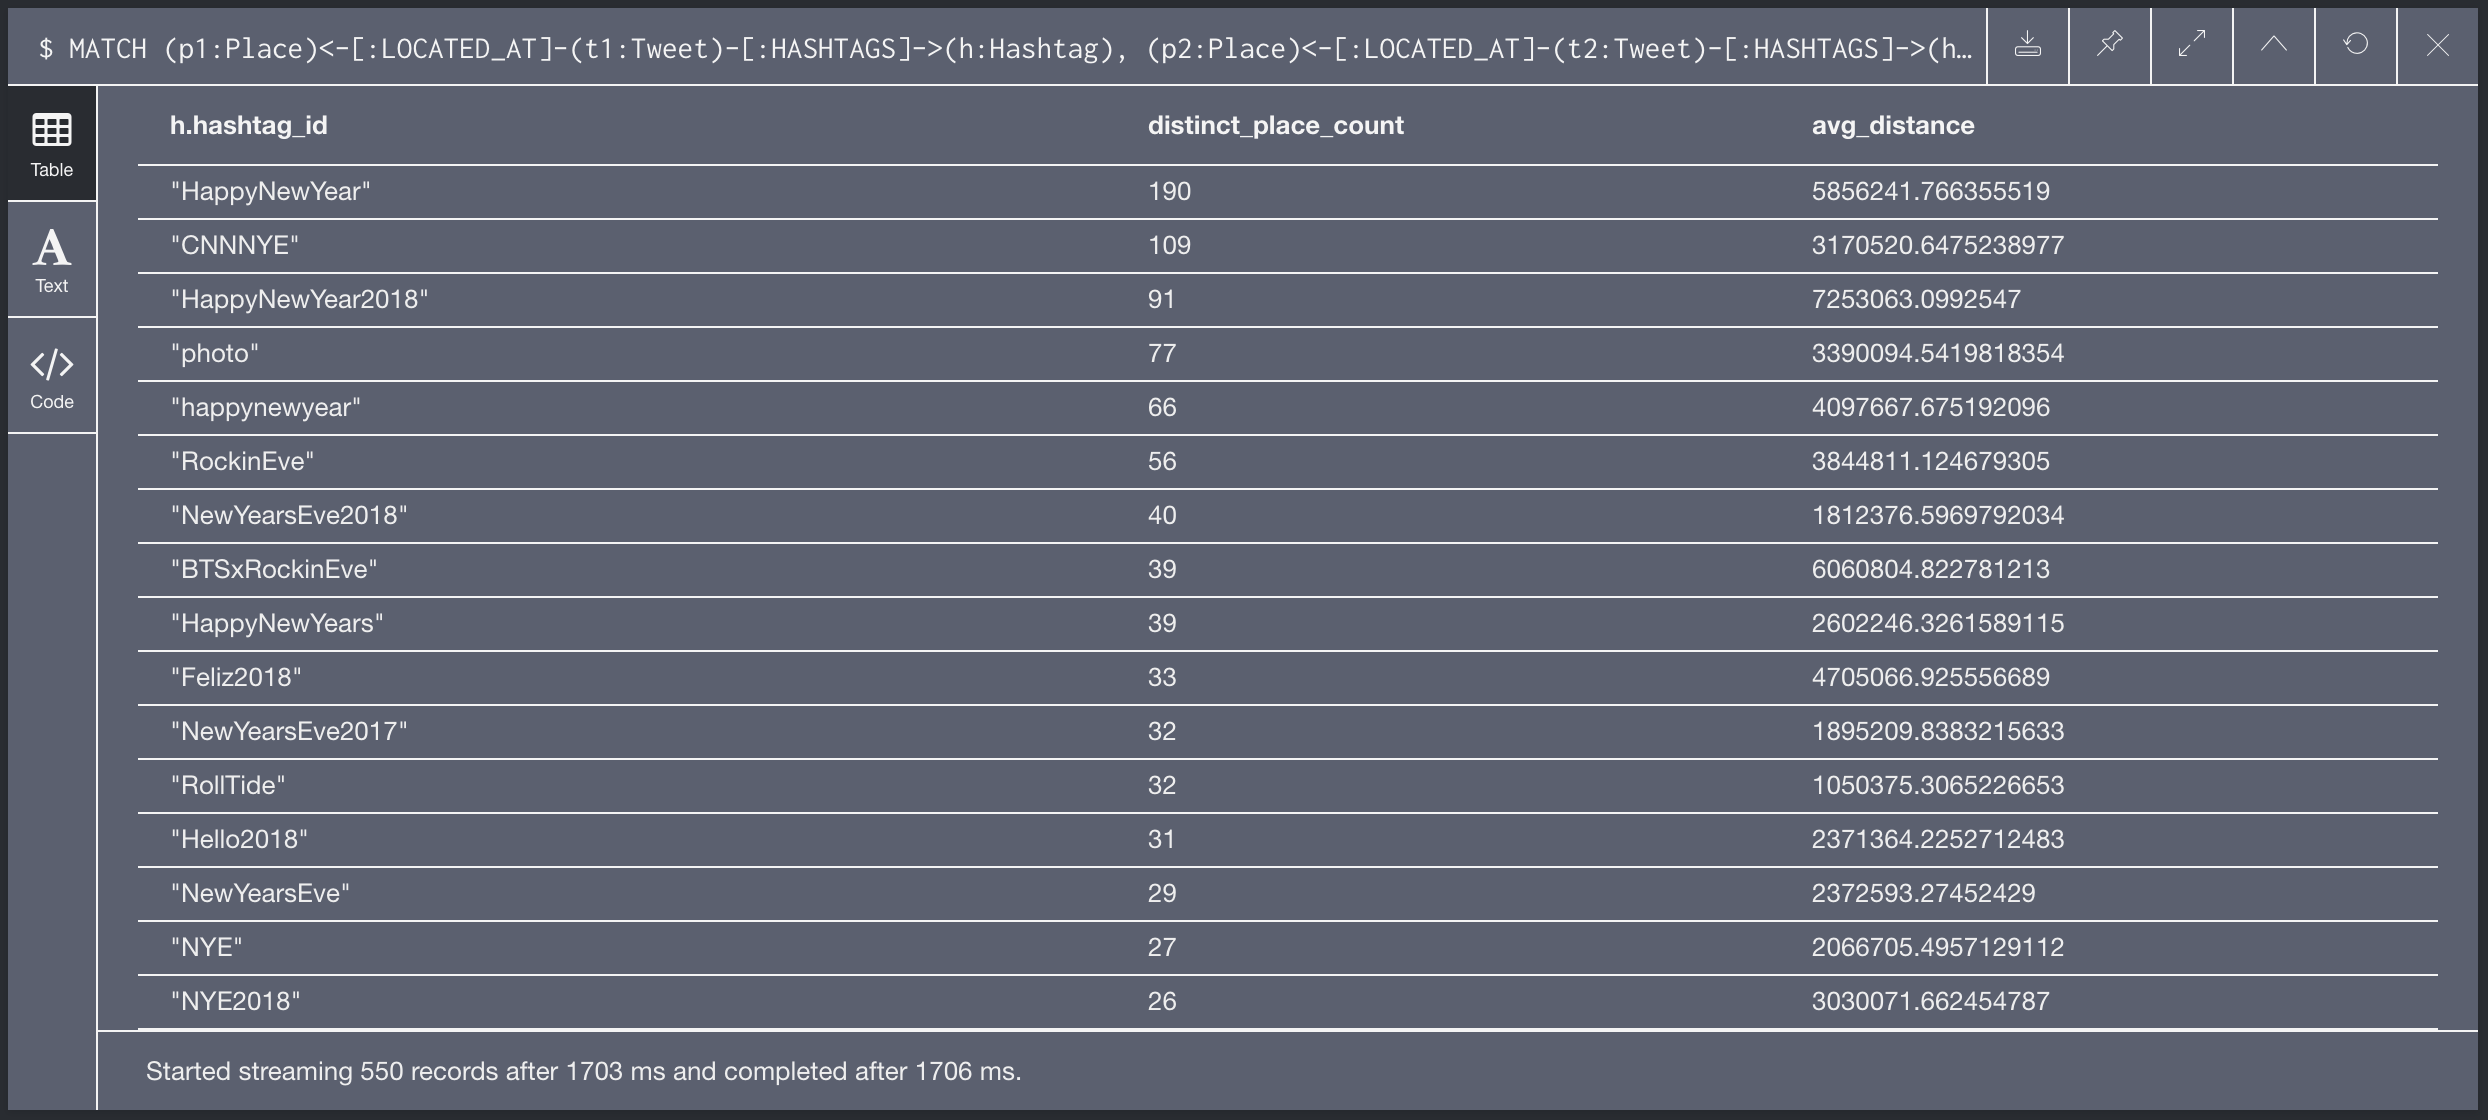 $ MATCH (p1:Place)<-[:LOCATED_AT]-(t1:Tweet)-[:HASHTAGS]->(h:Hashtag), (p2:Place)<-[:LOCATED_AT]-(t2:Tweet)-[:HASHTAGS]->(h…
Table
Text
Code
h.hashtag_id distinct_place_count avg_distance
"HappyNewYear" 190 5856241.766355519
"CNNNYE" 109 3170520.6475238977
"HappyNewYear2018" 91 7253063.0992547
"photo" 77 3390094.5419818354
"happynewyear" 66 4097667.675192096
"RockinEve" 56 3844811.124679305
"NewYearsEve2018" 40 1812376.5969792034
"BTSxRockinEve" 39 6060804.822781213
"HappyNewYears" 39 2602246.3261589115
"Feliz2018" 33 4705066.925556689
"NewYearsEve2017" 32 1895209.8383215633
"RollTide" 32 1050375.3065226653
"Hello2018" 31 2371364.2252712483
"NewYearsEve" 29 2372593.27452429
"NYE" 27 2066705.4957129112
"NYE2018" 26 3030071.662454787
Started streaming 550 records after 1703 ms and completed after 1706 ms.